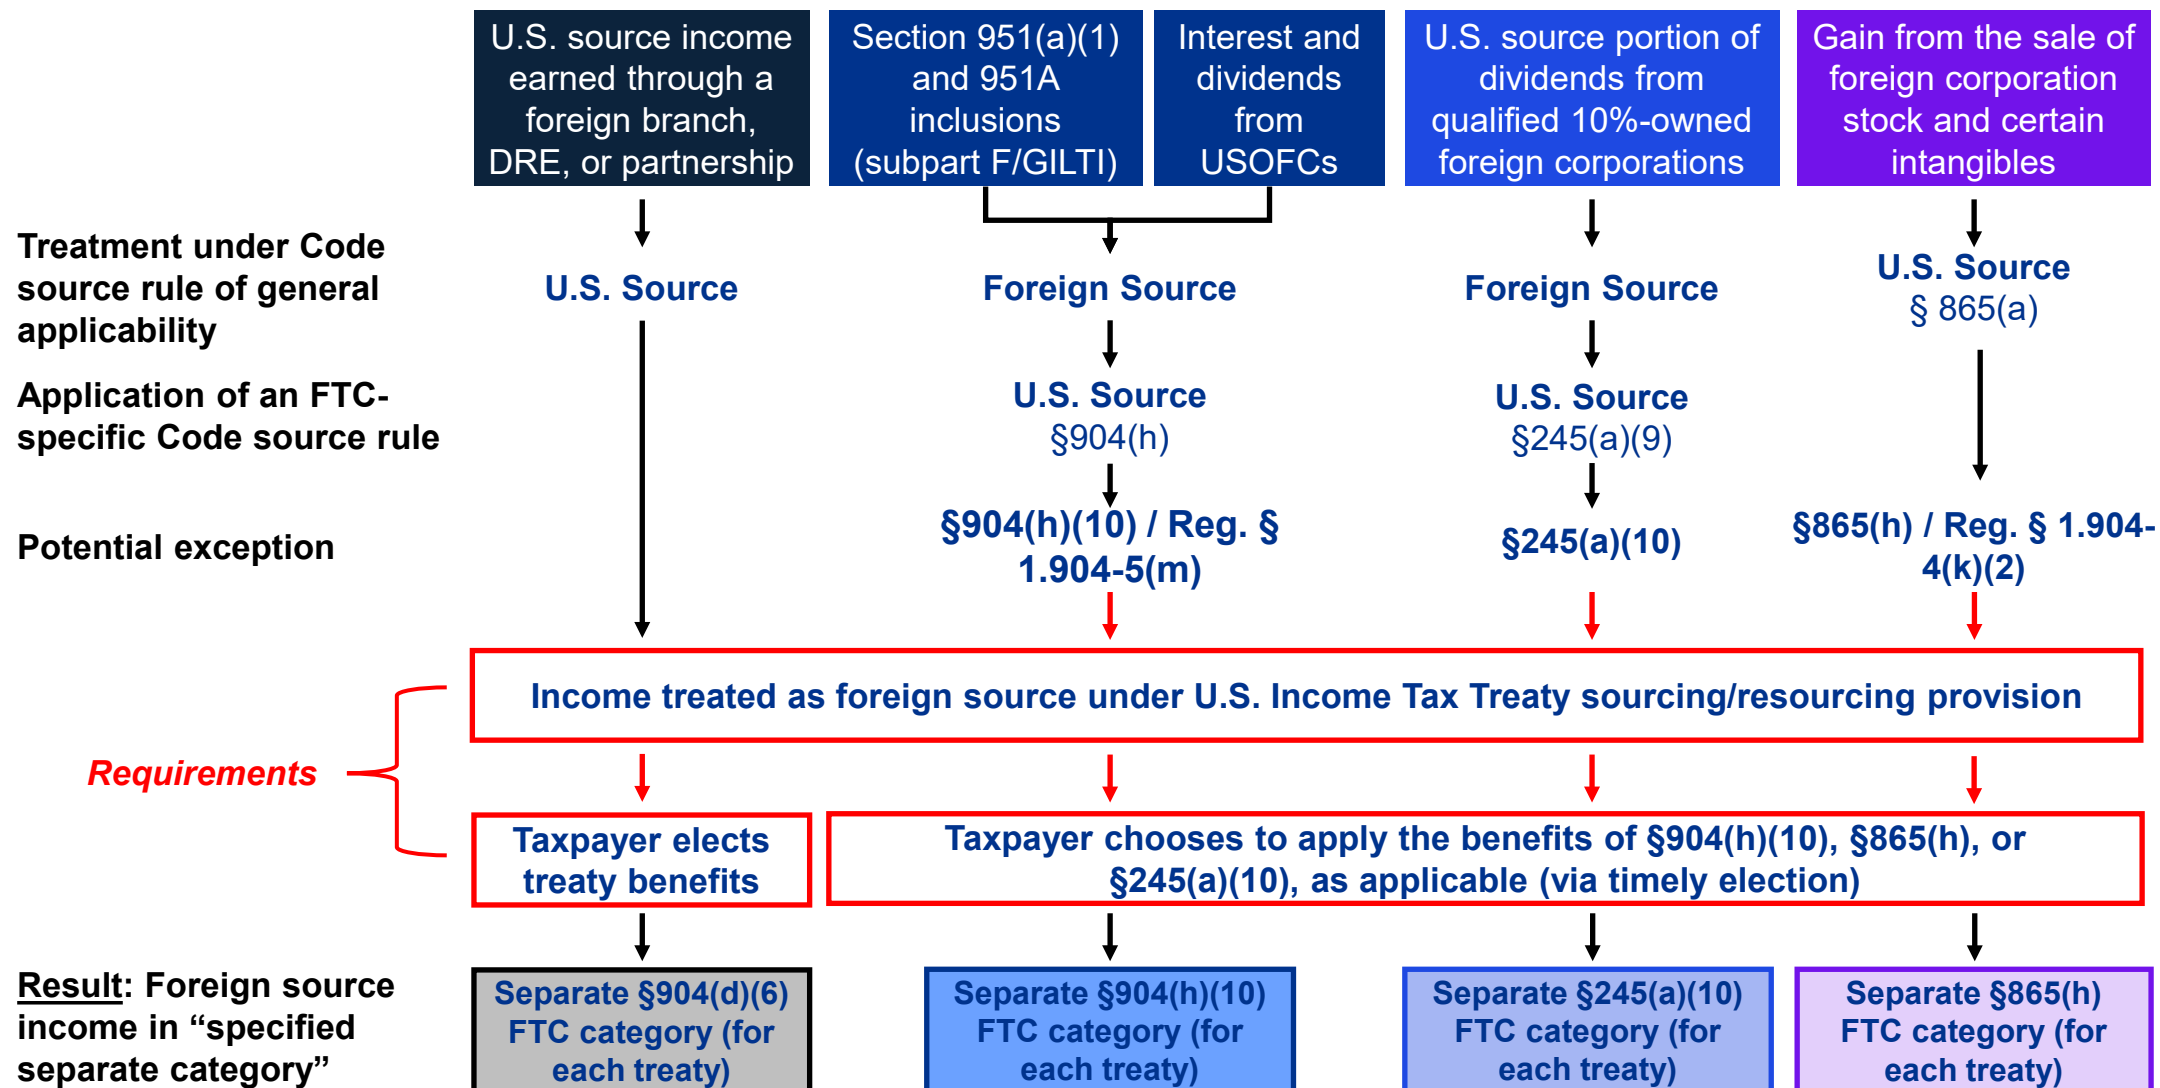 U.S. source income
earned through a
foreign branch,
DRE, or partnership
Section 951(a)(1)
and 951A
inclusions
(subpart F/GILTI)
Interest and
dividends
from
USOFCs
U.S. source portion of
dividends from
qualified 10%-owned
foreign corporations
Gain from the sale of
foreign corporation
stock and certain
intangibles
Treatment under Code
source rule of general
applicability
U.S. Source
Foreign Source
Foreign Source
U.S. Source
§ 865(a)
Application of an FTC-
specific Code source rule
U.S. Source
§904(h)
U.S. Source
§245(a)(9)
Potential exception
§904(h)(10) / Reg. §
1.904-5(m)
§245(a)(10)
§865(h) / Reg. § 1.904-
4(k)(2)
Income treated as foreign source under U.S. Income Tax Treaty sourcing/resourcing provision
Requirements
Taxpayer elects
treaty benefits
Taxpayer chooses to apply the benefits of §904(h)(10), §865(h), or
§245(a)(10), as applicable (via timely election)
Result: Foreign source
income in “specified
separate category”
Separate §904(d)(6)
FTC category (for
each treaty)
Separate §904(h)(10)
FTC category (for
each treaty)
Separate §245(a)(10)
FTC category (for
each treaty)
Separate §865(h)
FTC category (for
each treaty)